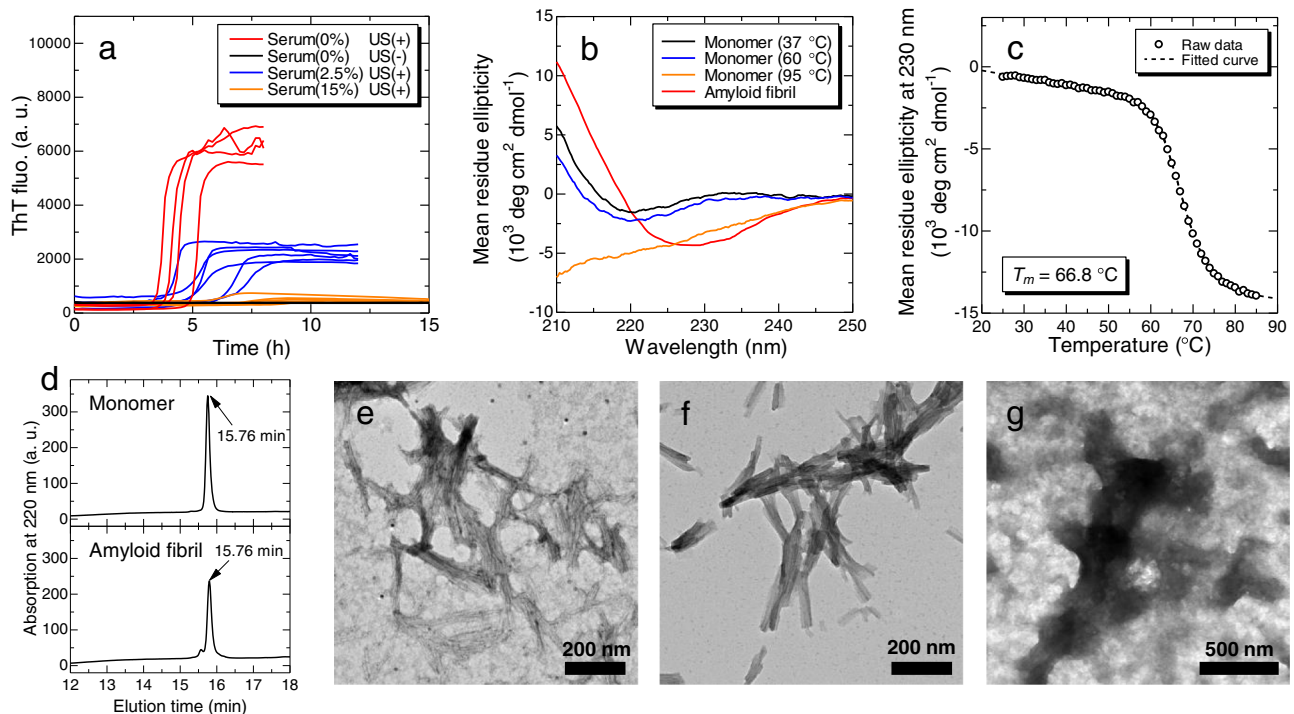 a
Serum(0%) US(+)
Serum(0%) US(-)
Serum(2.5%) US(+)
Serum(15%) US(+)
10000
8000
6000
4000
2000
0
ThT fluo. (a. u.)
0 5 10 15
Time (h)
b
Monomer (37 °C)
Monomer (60 °C)
Monomer (95 °C)
Amyloid fibril
15
10
5
0
-5
-10
Mean residue ellipticity
(10³ deg cm² dmol⁻¹)
210 220 230 240 250
Wavelength (nm)
c
Raw data
Fitted curve
0
-5
-10
-15
Mean residue ellipticity at 230 nm
(10³ deg cm² dmol⁻¹)
Tm = 66.8 °C
20 30 40 50 60 70 80 90
Temperature (°C)
d
Monomer
15.76 min
300
200
100
0
Amyloid fibril
15.76 min
300
200
100
0
Absorption at 220 nm (a. u.)
12 13 14 15 16 17 18
Elution time (min)
e
200 nm
f
200 nm
g
500 nm